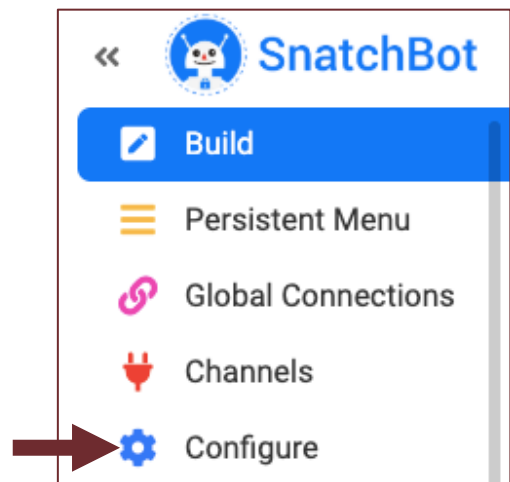 SnatchBot
Build
Persistent Menu
Global Connections
Channels
Configure